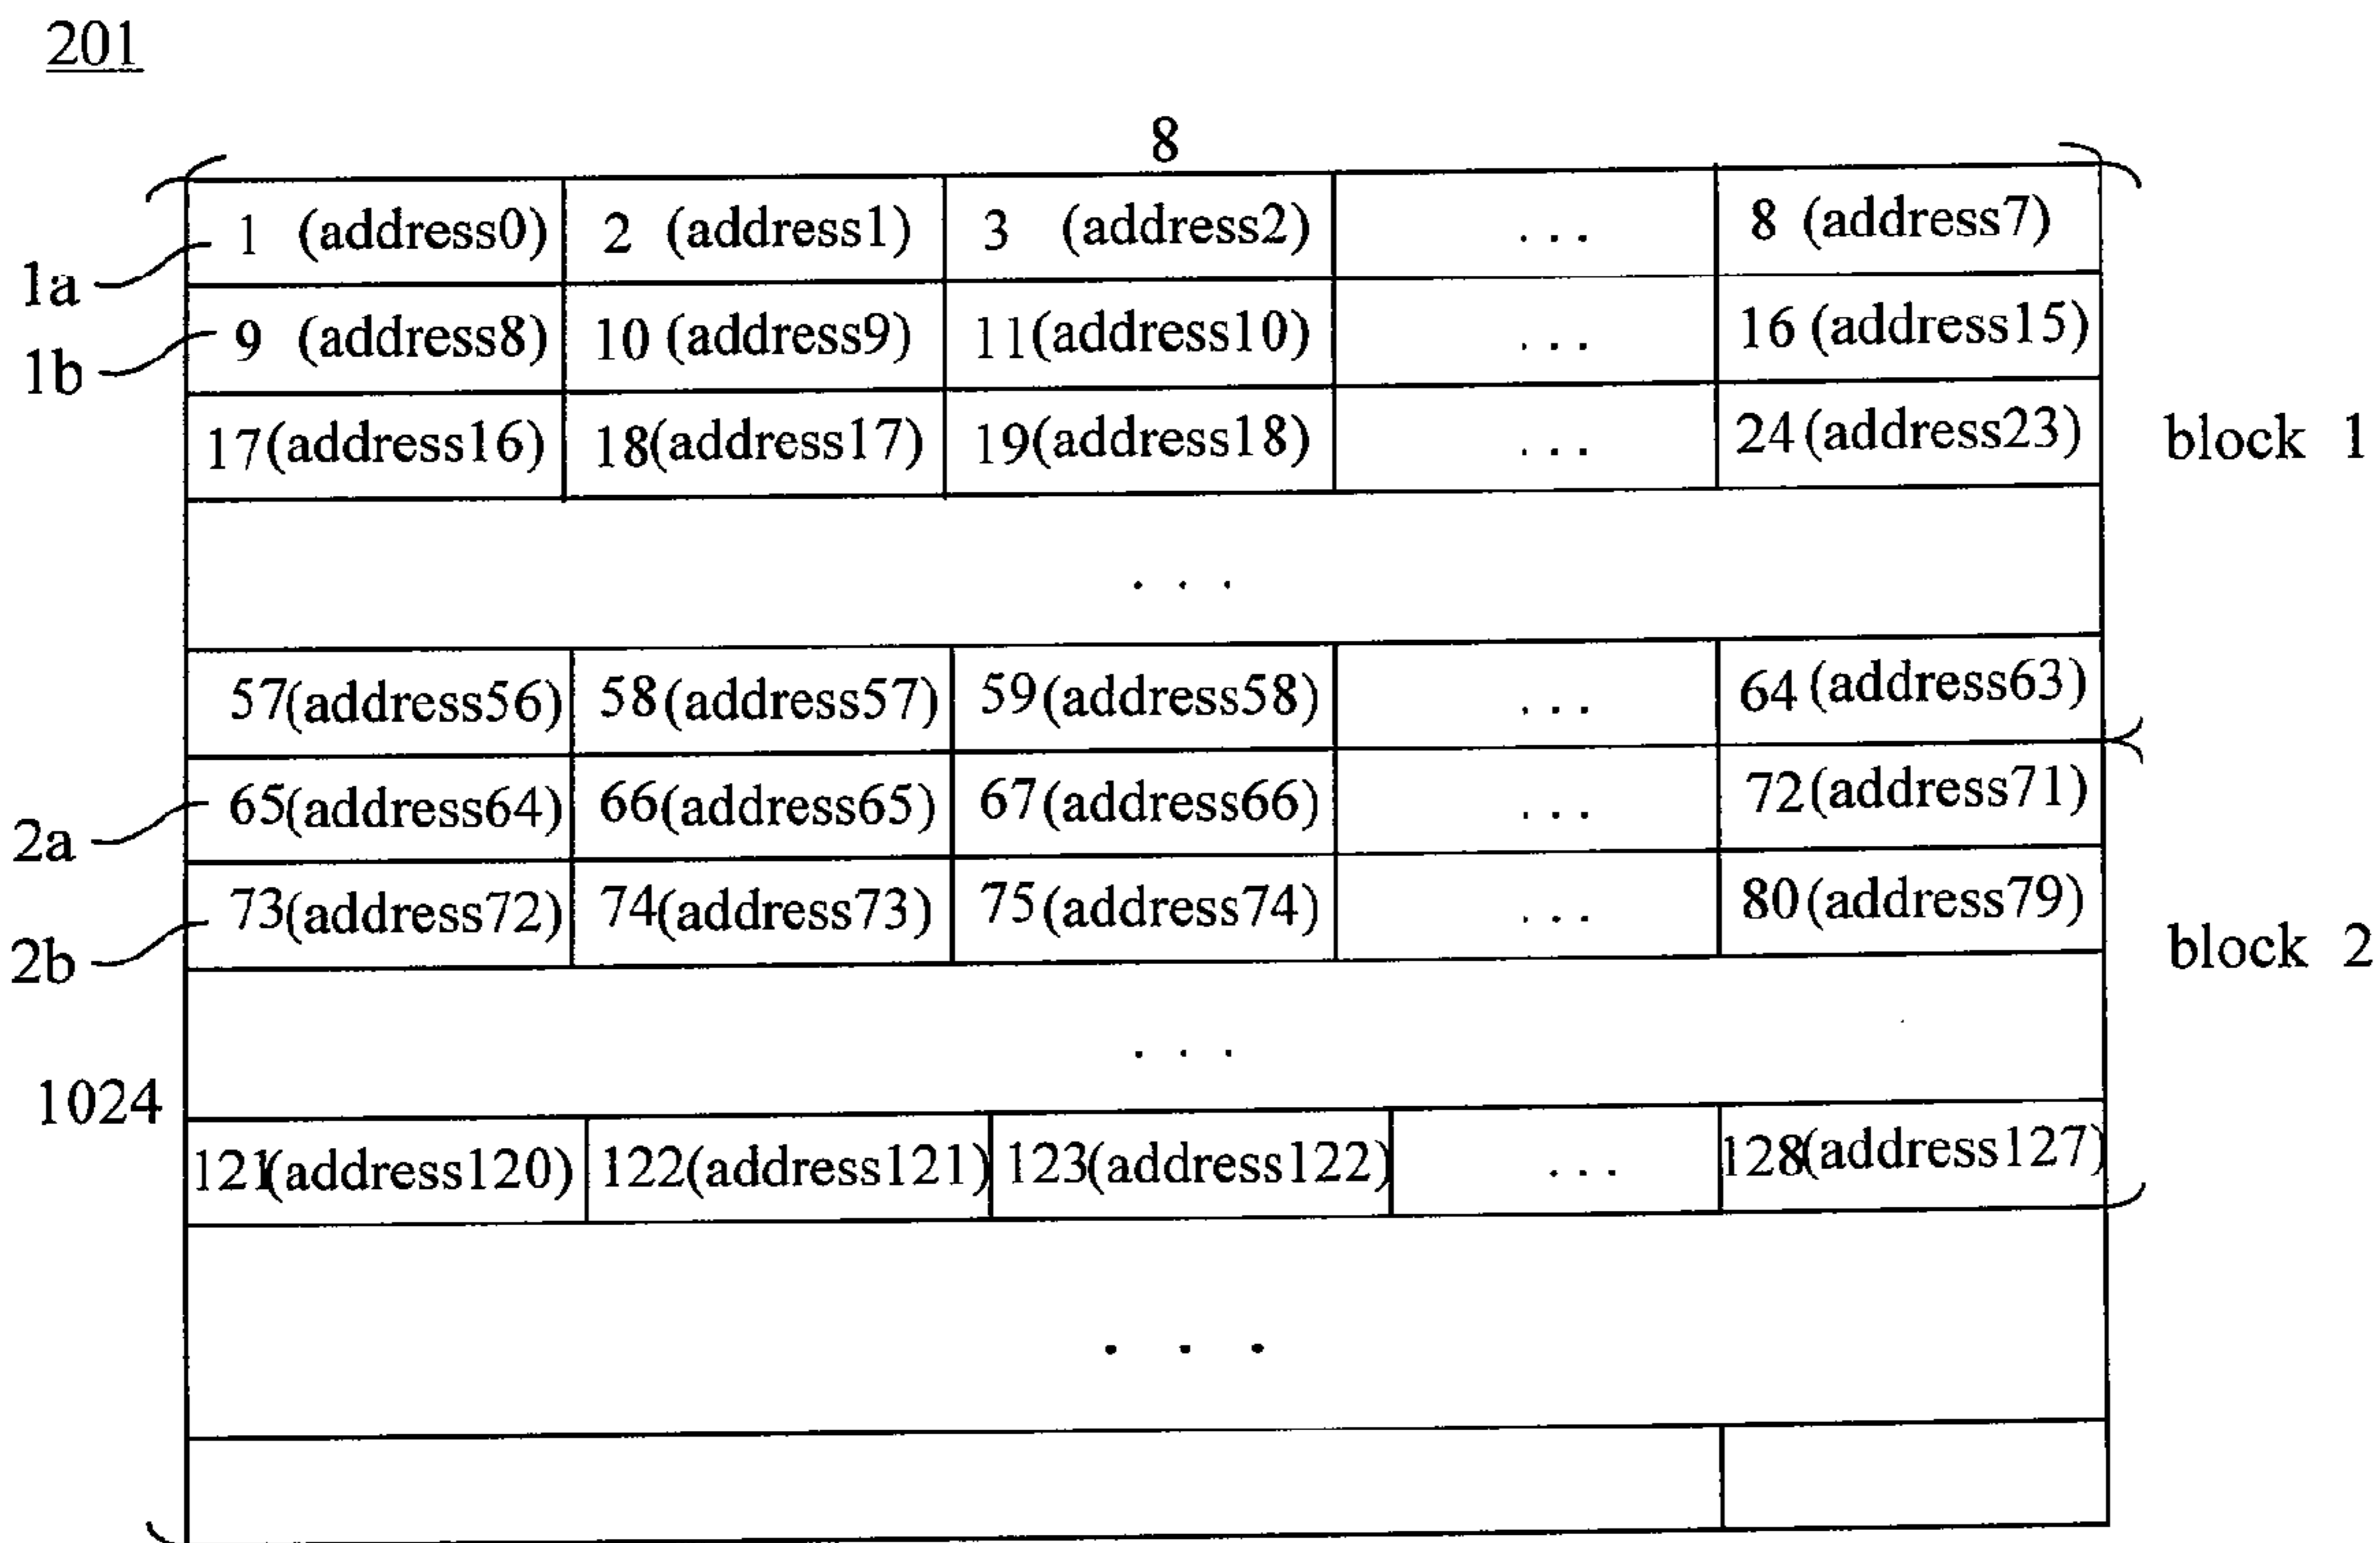 201
8
1 (address0) 2 (address1) 3 (address2) ... 8 (address7)
1a
9 (address8) 10 (address9) 11(address10) ... 16 (address15)
1b
17(address16) 18(address17) 19(address18) ... 24(address23)
block 1
...
57(address56) 58(address57) 59(address58) ... 64(address63)
65(address64) 66(address65) 67(address66) ... 72(address71)
2a
73(address72) 74(address73) 75(address74) ... 80(address79)
2b
block 2
...
1024
121(address120) 122(address121) 123(address122) ... 128(address127)
...